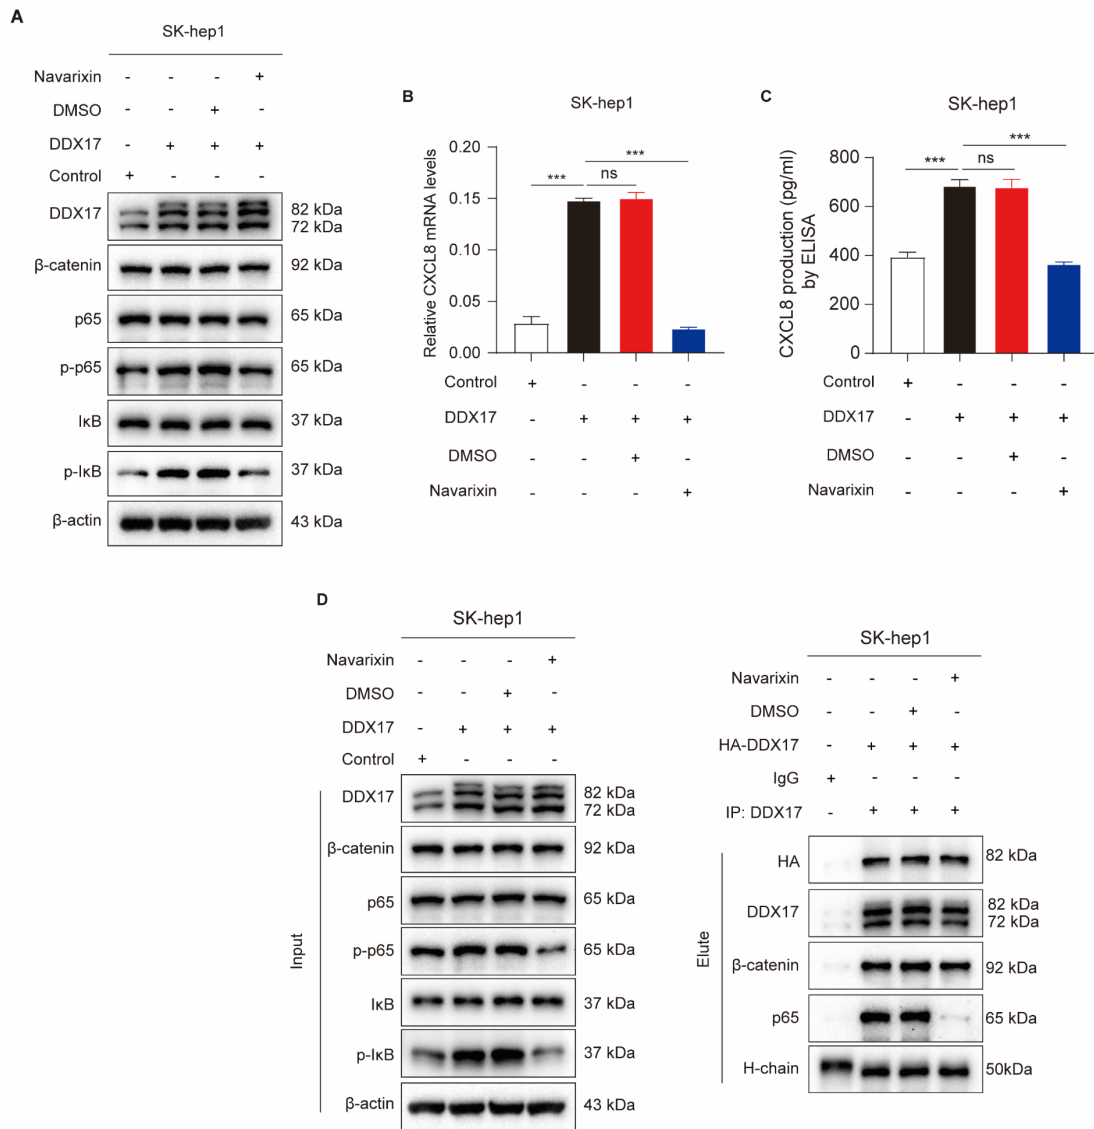 A
SK-hep1
Navarixin - - - +
DMSO - - + -
DDX17 - + + +
Control + - - -
DDX17 82 kDa
72 kDa
β-catenin 92 kDa
p65 65 kDa
p-p65 65 kDa
IκB 37 kDa
p-IκB 37 kDa
β-actin 43 kDa
B
SK-hep1
Relative CXCL8 mRNA levels
0.20
0.15
0.10
0.05
0.00
***
*** ns
Control + - - -
DDX17 - + + +
DMSO - - + -
Navarixin - - - +
C
SK-hep1
CXCL8 production (pg/ml)
by ELISA
800
600
400
200
0
***
*** ns
Control + - - -
DDX17 - + + +
DMSO - - + -
Navarixin - - - +
D
SK-hep1
Navarixin - - - +
DMSO - - + -
DDX17 - + + +
Control + - - -
Input
DDX17 82 kDa
72 kDa
β-catenin 92 kDa
p65 65 kDa
p-p65 65 kDa
IκB 37 kDa
p-IκB 37 kDa
β-actin 43 kDa
SK-hep1
Navarixin - - - +
DMSO - - + -
HA-DDX17 - + + +
IgG + - - -
IP: DDX17 - + + +
Elute
HA 82 kDa
DDX17 82 kDa
72 kDa
β-catenin 92 kDa
p65 65 kDa
H-chain 50kDa